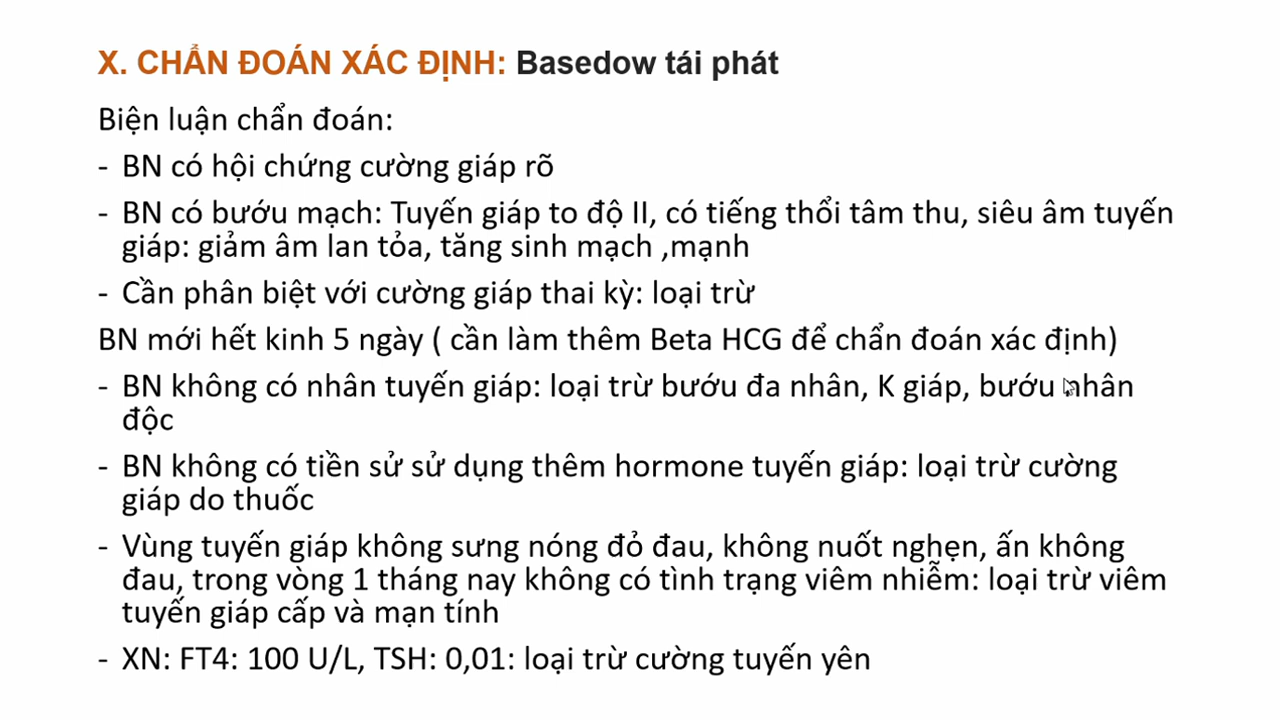 X. CHẨN ĐOÁN XÁC ĐỊNH: Basedow tái phát
Biện luận chẩn đoán:
- BN có hội chứng cường giáp rõ
- BN có bướu mạch: Tuyến giáp to độ II, có tiếng thổi tâm thu, siêu âm tuyến
giáp: giảm âm lan tỏa, tăng sinh mạch ,mạnh
- Cần phân biệt với cường giáp thai kỳ: loại trừ
BN mới hết kinh 5 ngày ( cần làm thêm Beta HCG để chẩn đoán xác định)
- BN không có nhân tuyến giáp: loại trừ bướu đa nhân, K giáp, bướu nhân
độc
- BN không có tiền sử sử dụng thêm hormone tuyến giáp: loại trừ cường
giáp do thuốc
- Vùng tuyến giáp không sưng nóng đỏ đau, không nuốt nghẹn, ấn không
đau, trong vòng 1 tháng nay không có tình trạng viêm nhiễm: loại trừ viêm
tuyến giáp cấp và mạn tính
- XN: FT4: 100 U/L, TSH: 0,01: loại trừ cường tuyến yên